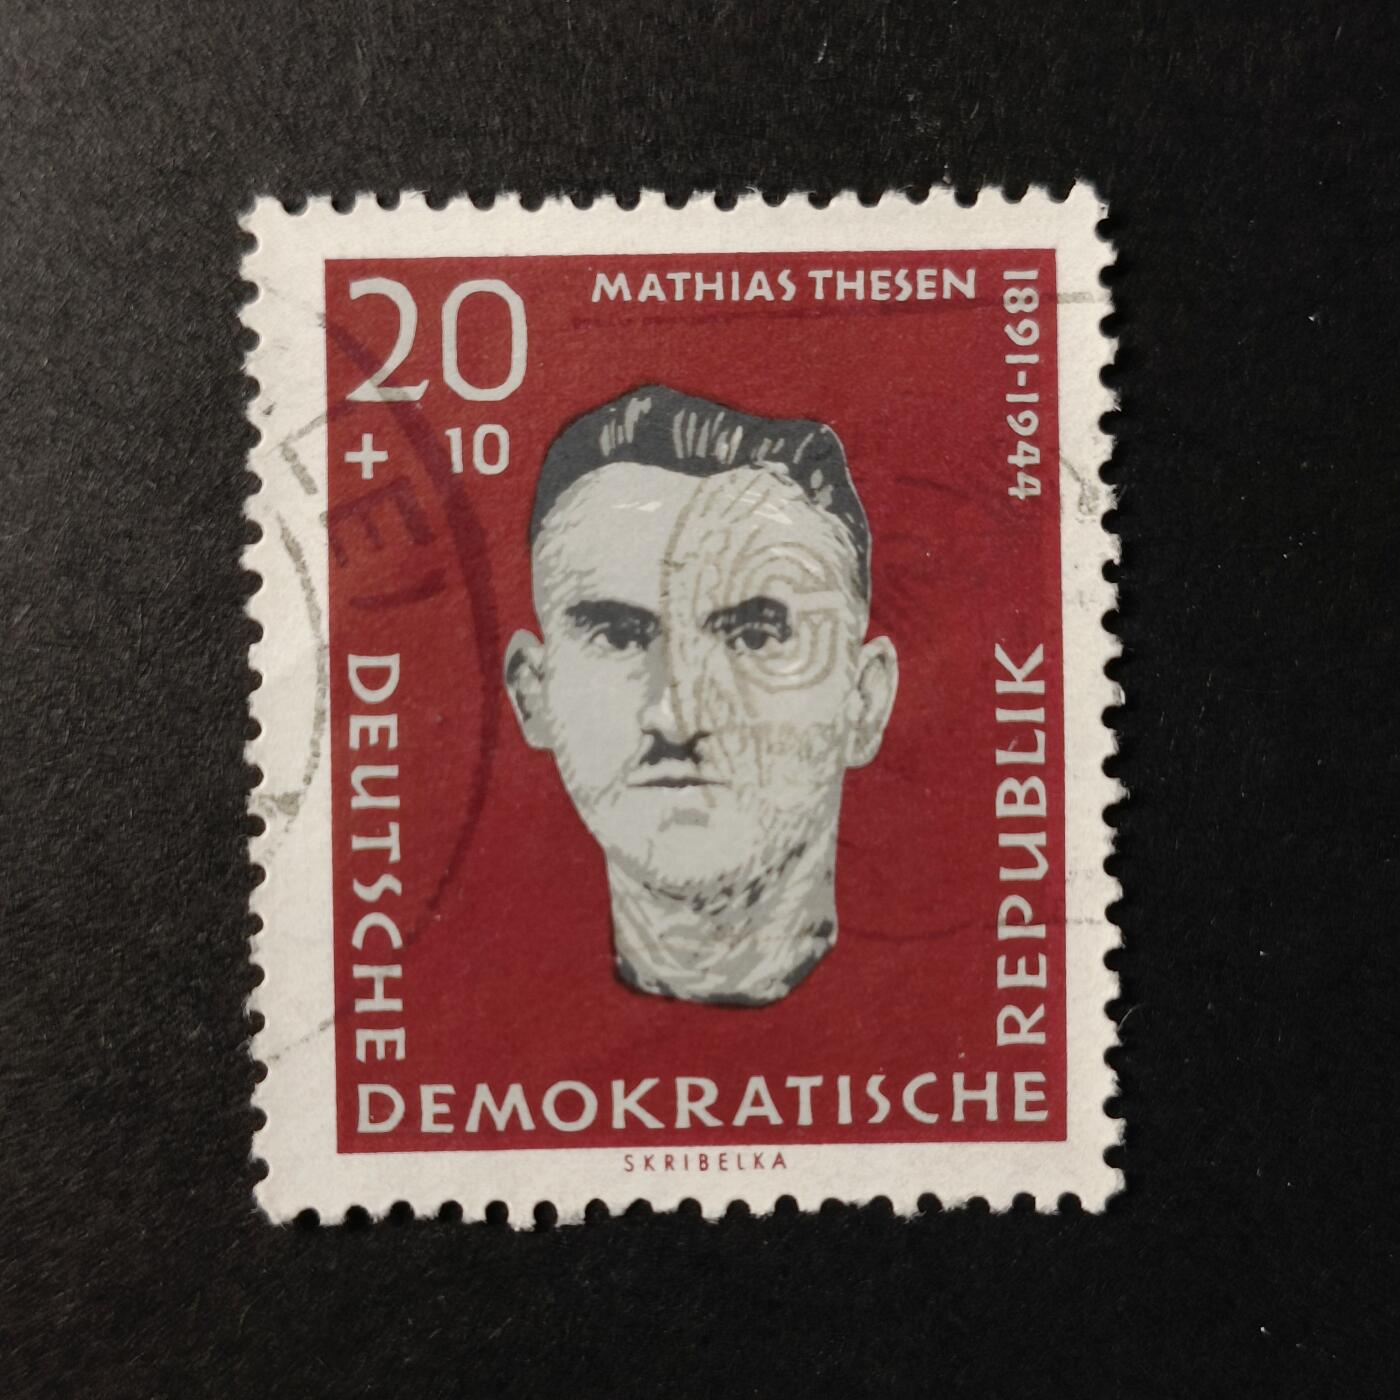 20
+ 10
MATHIAS THESEN
1891-1944
DEUTSCHE
DEMOKRATISCHE
REPUBLIK
SKRIBELKA